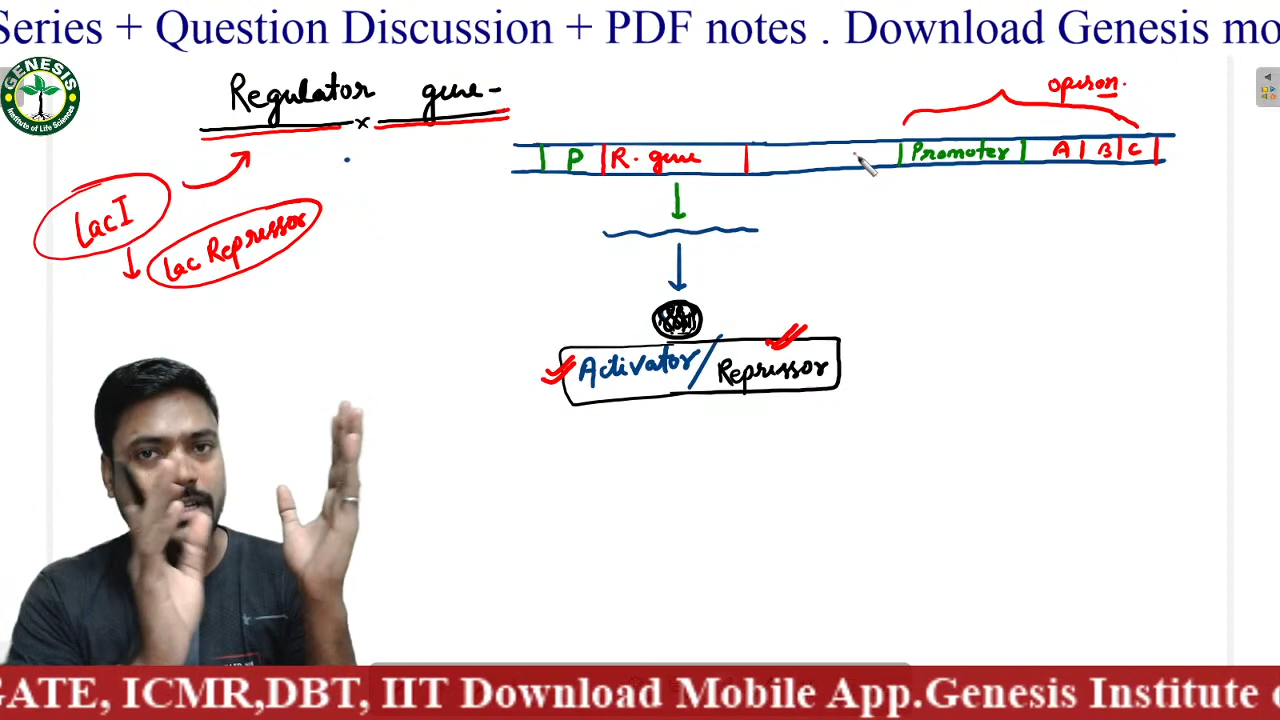 Series + Question Discussion + PDF notes . Download Genesis mo
GENESIS
Institute of Life Sciences
Regulator gene-
x
operon.
P R. gene Promoter A B C
LacI
Lac Repressor
Activator/Repressor
GATE, ICMR,DBT, IIT Download Mobile App.Genesis Institute o